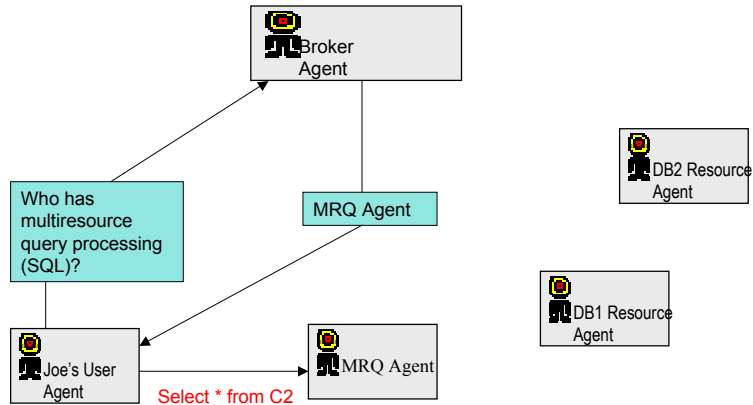 Broker
Agent
DB2 Resource
Agent
Who has
multiresource
query processing
(SQL)?
MRQ Agent
DB1 Resource
Agent
Joe's User
Agent
MRQ Agent
Select * from C2